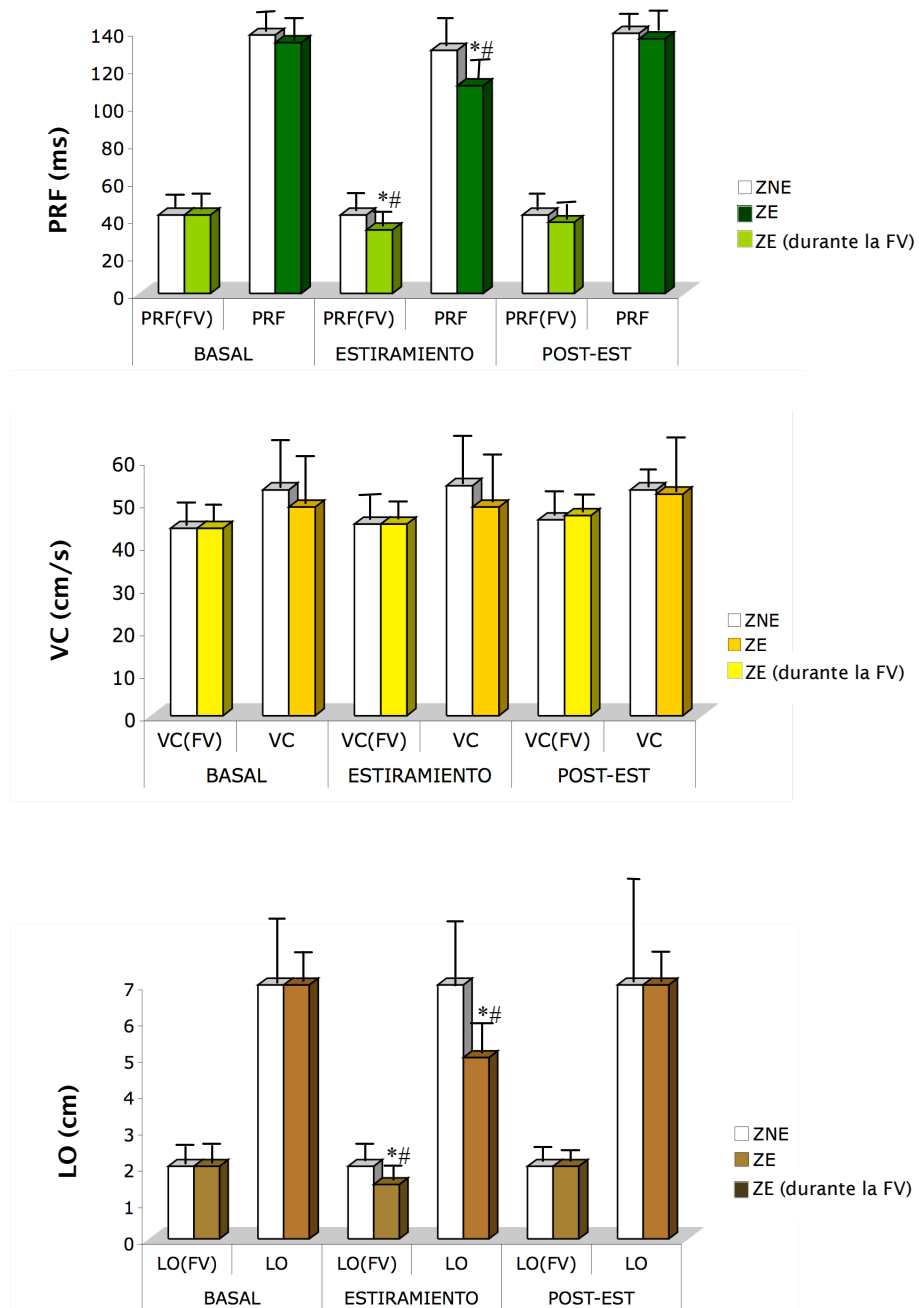 PRF (ms)
140
120
100
80
60
40
20
0
*#
*#
ZNE
ZE
ZE (durante la FV)
PRF(FV) PRF PRF(FV) PRF PRF(FV) PRF
BASAL ESTIRAMIENTO POST-EST
VC (cm/s)
60
50
40
30
20
10
0
ZNE
ZE
ZE (durante la FV)
VC(FV) VC VC(FV) VC VC(FV) VC
BASAL ESTIRAMIENTO POST-EST
LO (cm)
7
6
5
4
3
2
1
0
*#
*#
ZNE
ZE
ZE (durante la FV)
LO(FV) LO LO(FV) LO LO(FV) LO
BASAL ESTIRAMIENTO POST-EST